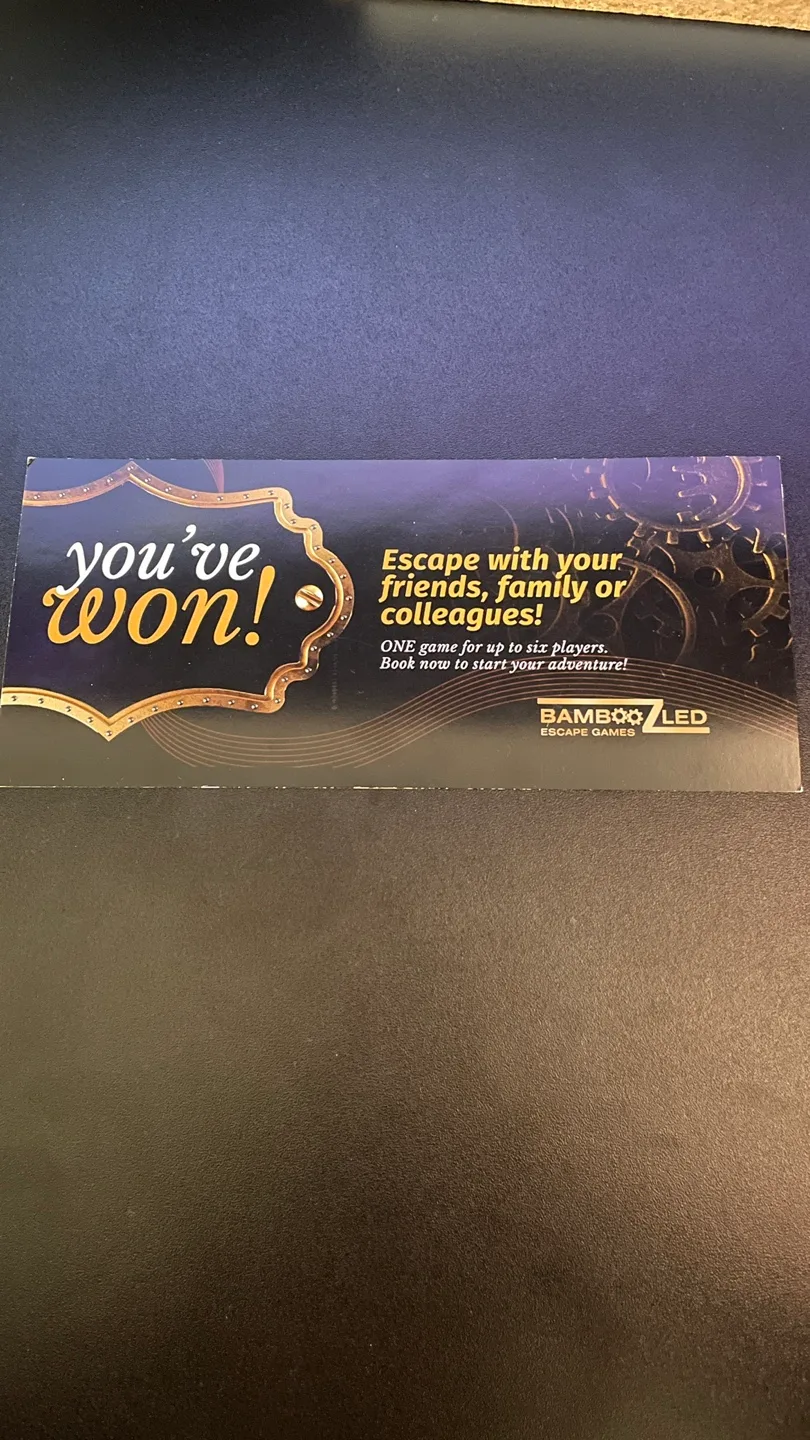 you've
won!
Escape with your
friends, family or
colleagues!
ONE game for up to six players.
Book now to start your adventure!
BAMBOOZLED
ESCAPE GAMES